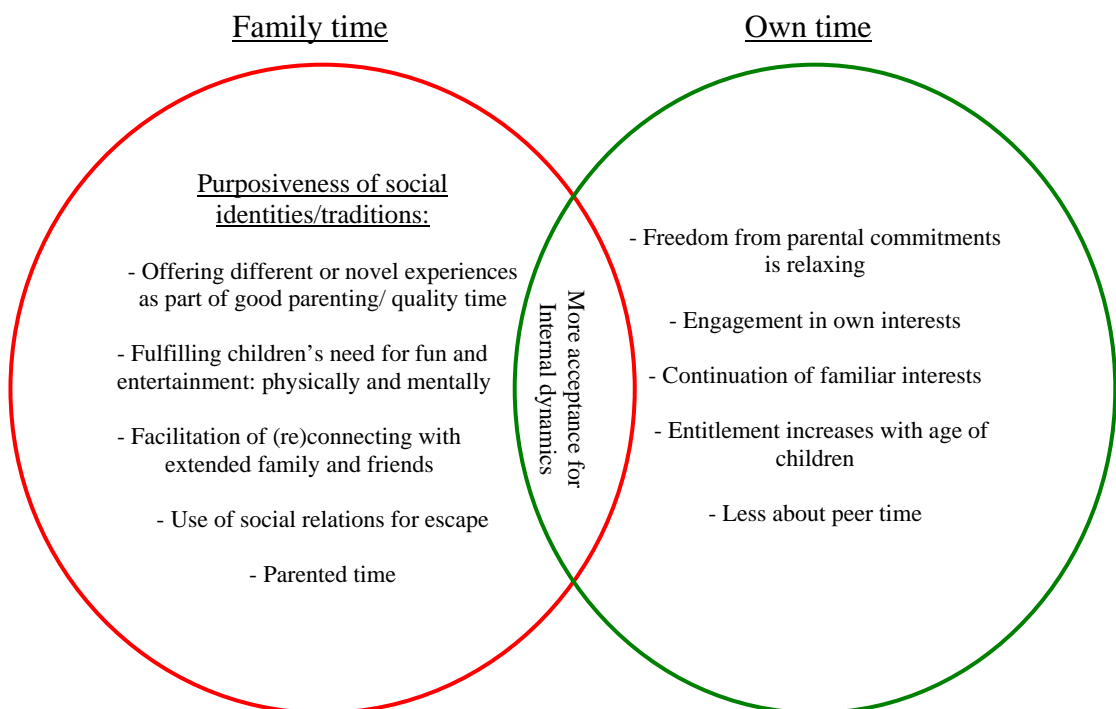 Family time
Own time
Purposiveness of social
identities/traditions:
- Offering different or novel experiences
as part of good parenting/ quality time
- Fulfilling children’s need for fun and
entertainment: physically and mentally
- Facilitation of (re)connecting with
extended family and friends
- Use of social relations for escape
- Parented time
More acceptance for
Internal dynamics
- Freedom from parental commitments
is relaxing
- Engagement in own interests
- Continuation of familiar interests
- Entitlement increases with age of
children
- Less about peer time